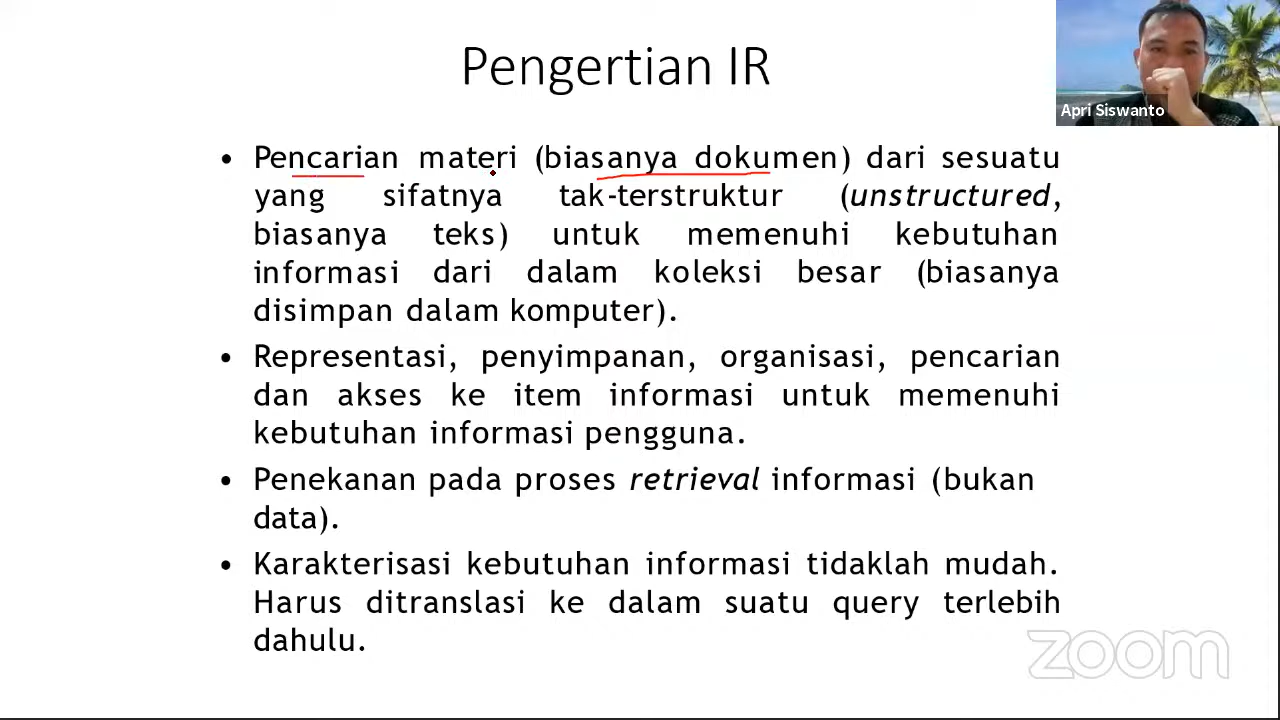 Pengertian IR
Apri Siswanto
• Pencarian materi (biasanya dokumen) dari sesuatu
yang sifatnya tak-terstruktur (unstructured,
biasanya teks) untuk memenuhi kebutuhan
informasi dari dalam koleksi besar (biasanya
disimpan dalam komputer).
• Representasi, penyimpanan, organisasi, pencarian
dan akses ke item informasi untuk memenuhi
kebutuhan informasi pengguna.
• Penekanan pada proses retrieval informasi (bukan
data).
• Karakterisasi kebutuhan informasi tidaklah mudah.
Harus ditranslasi ke dalam suatu query terlebih
dahulu.
zoom